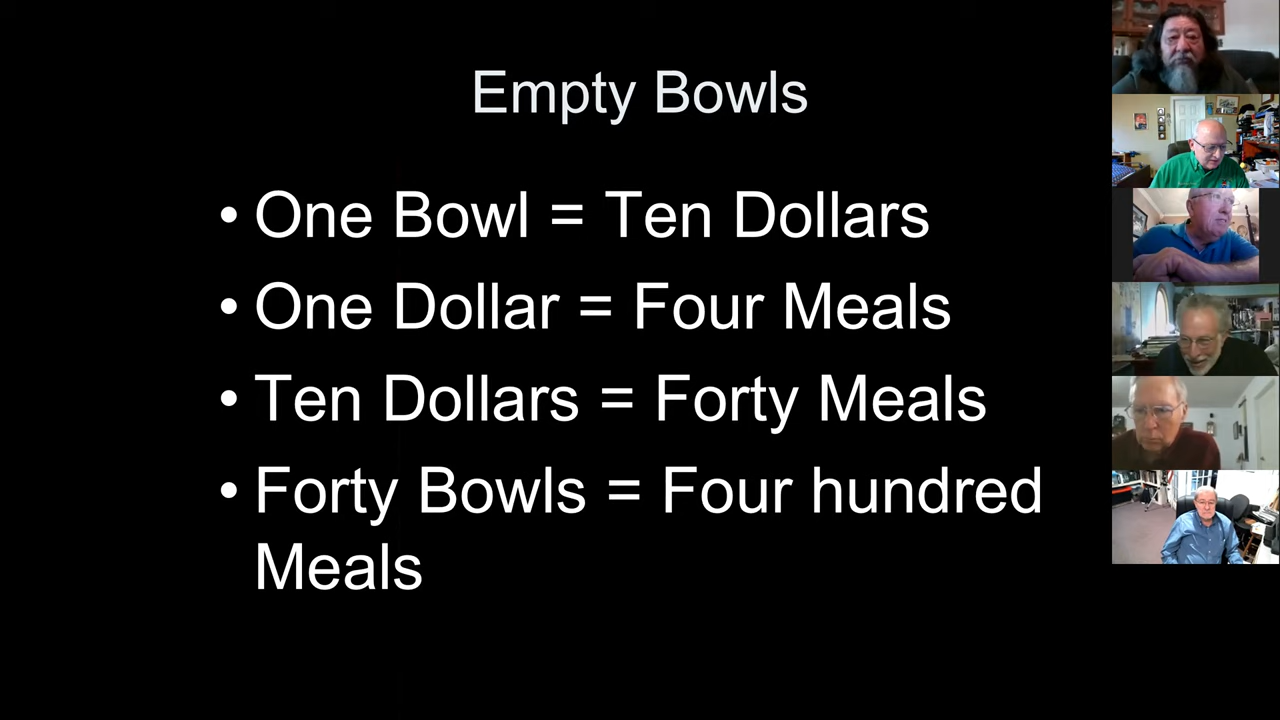 Empty Bowls
• One Bowl = Ten Dollars
• One Dollar = Four Meals
• Ten Dollars = Forty Meals
• Forty Bowls = Four hundred
Meals